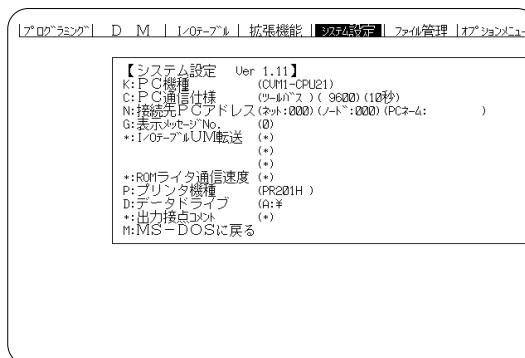 ﾌﾟﾛｸﾞﾗﾐﾝｸﾞ| D M |I/Oﾃｰﾌﾞﾙ|拡張機能|ｼｽﾃﾑ設定|ﾌｧｲﾙ管理|ｵﾌﾟｼｮﾝﾒﾆｭｰ
【システム設定 Ver 1.11】
K:PC機種 (CVM1-CPU21)
C:PC通信仕様 (ﾂｰﾙﾊﾞｽ )( 9600)(10秒)
N:接続先PCアドレス(ﾈｯﾄ:000)(ﾉｰﾄﾞ:000)(PCﾈｰﾑ: )
G:表示ﾒｯｾｰｼﾞNo. (0)
*:I/OﾃｰﾌﾞﾙUM転送 (*)
(*)
(*)
*:ROMライタ通信速度 (*)
P:プリンタ機種 (PR201H )
D:データドライブ (A:¥
*:出力接点ｺﾒﾝﾄ (*)
M:MS-DOSに戻る